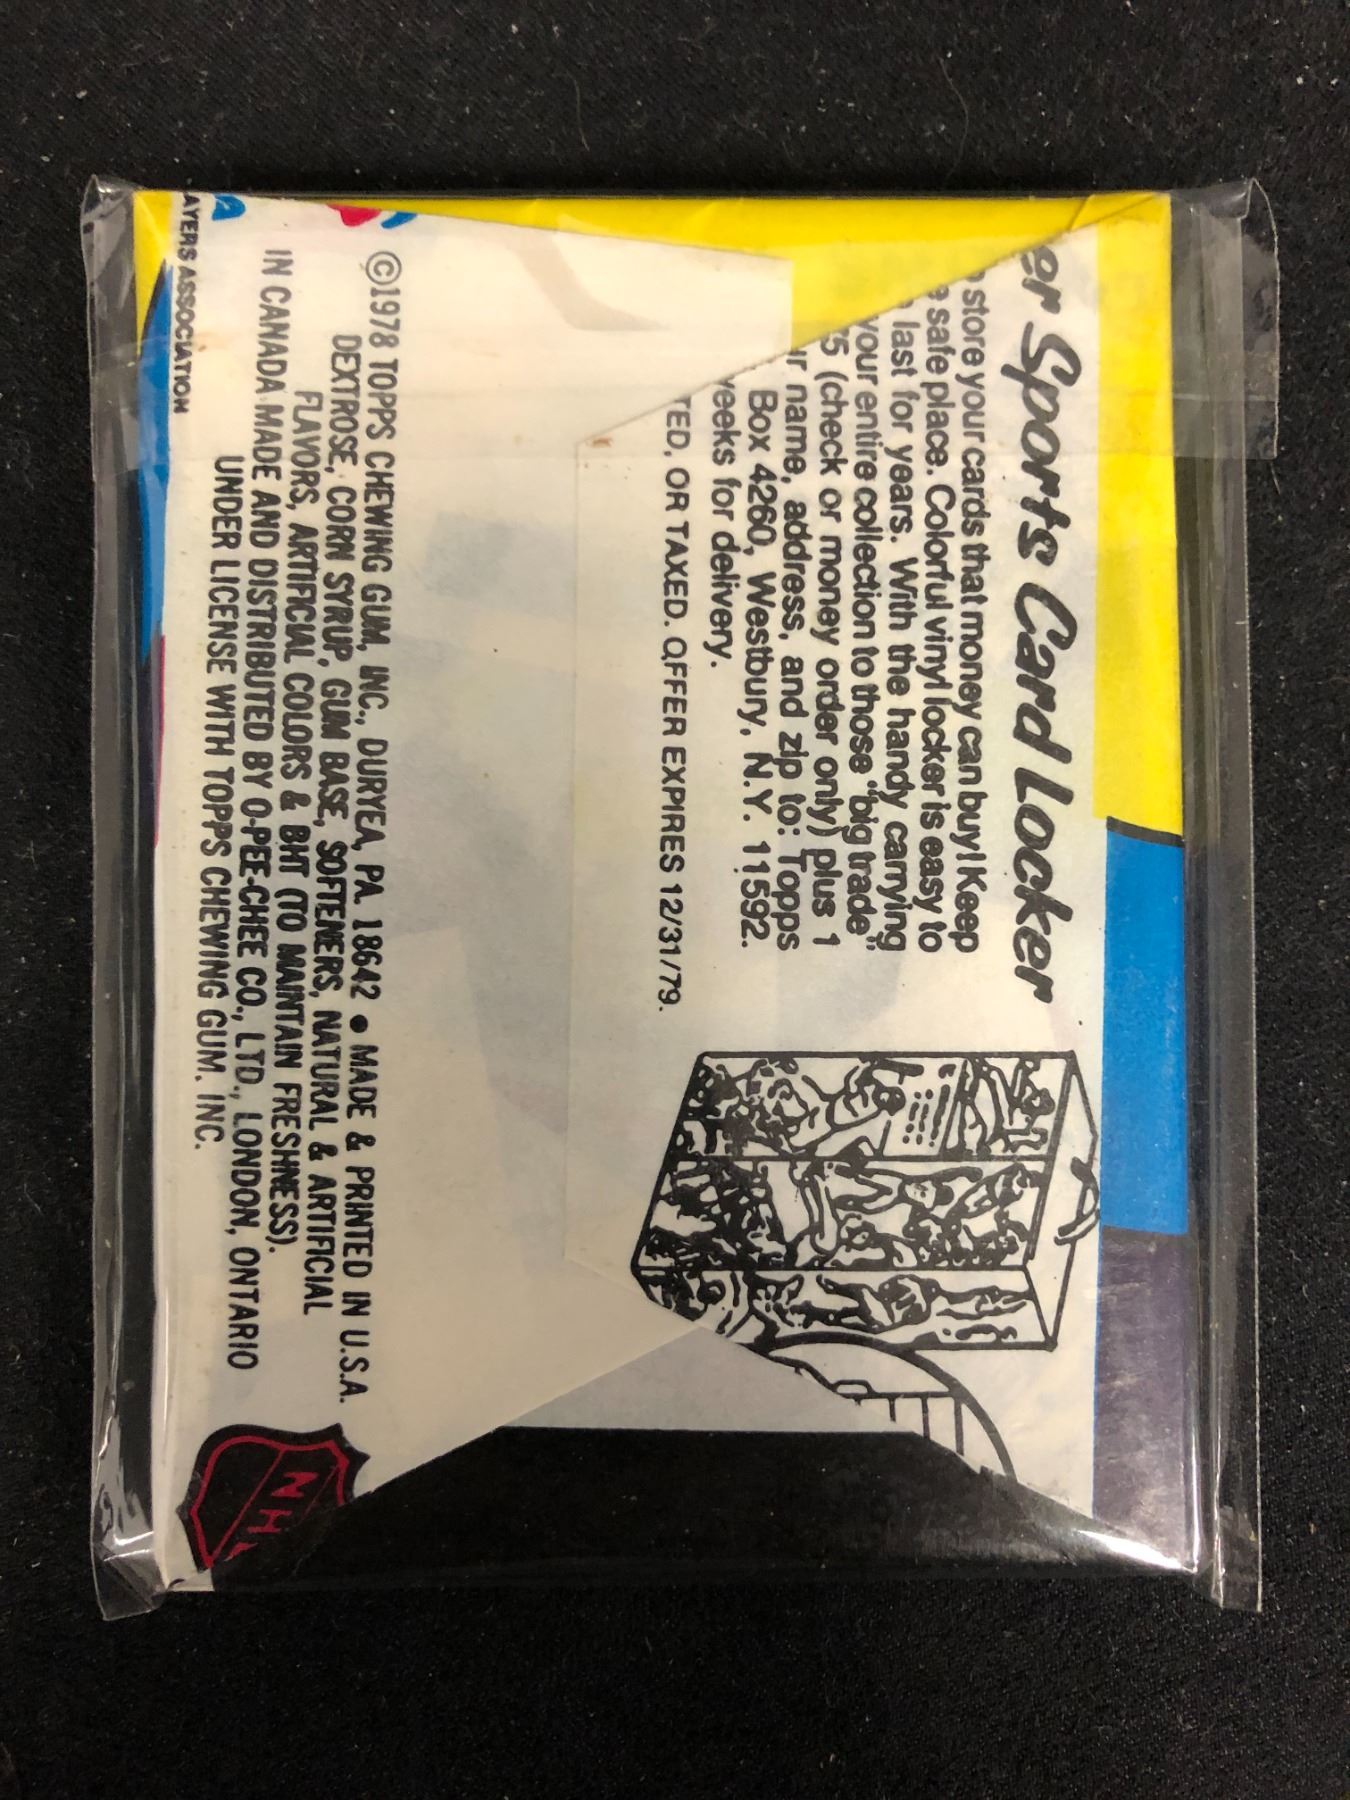 er Sports Card Locker
store your cards that money can buy! Keep
safe place. Colorful vinyl locker is easy to
last for years. With the handy carrying
your entire collection to those "big trade"
5 (check or money order only) plus 1
r name, address, and zip to: Topps
Box 4260, Westbury, N.Y. 11592.
weeks for delivery.
TED, OR TAXED. OFFER EXPIRES 12/31/79.
©1978 TOPPS CHEWING GUM, INC., DURYEA, PA. 18642 • MADE & PRINTED IN U.S.A.
DEXTROSE, CORN SYRUP, GUM BASE, SOFTENERS, NATURAL & ARTIFICIAL
FLAVORS, ARTIFICIAL COLORS & BHT (TO MAINTAIN FRESHNESS).
IN CANADA MADE AND DISTRIBUTED BY O-PEE-CHEE CO., LTD., LONDON, ONTARIO
UNDER LICENSE WITH TOPPS CHEWING GUM. INC.
AYERS ASSOCIATION
NH